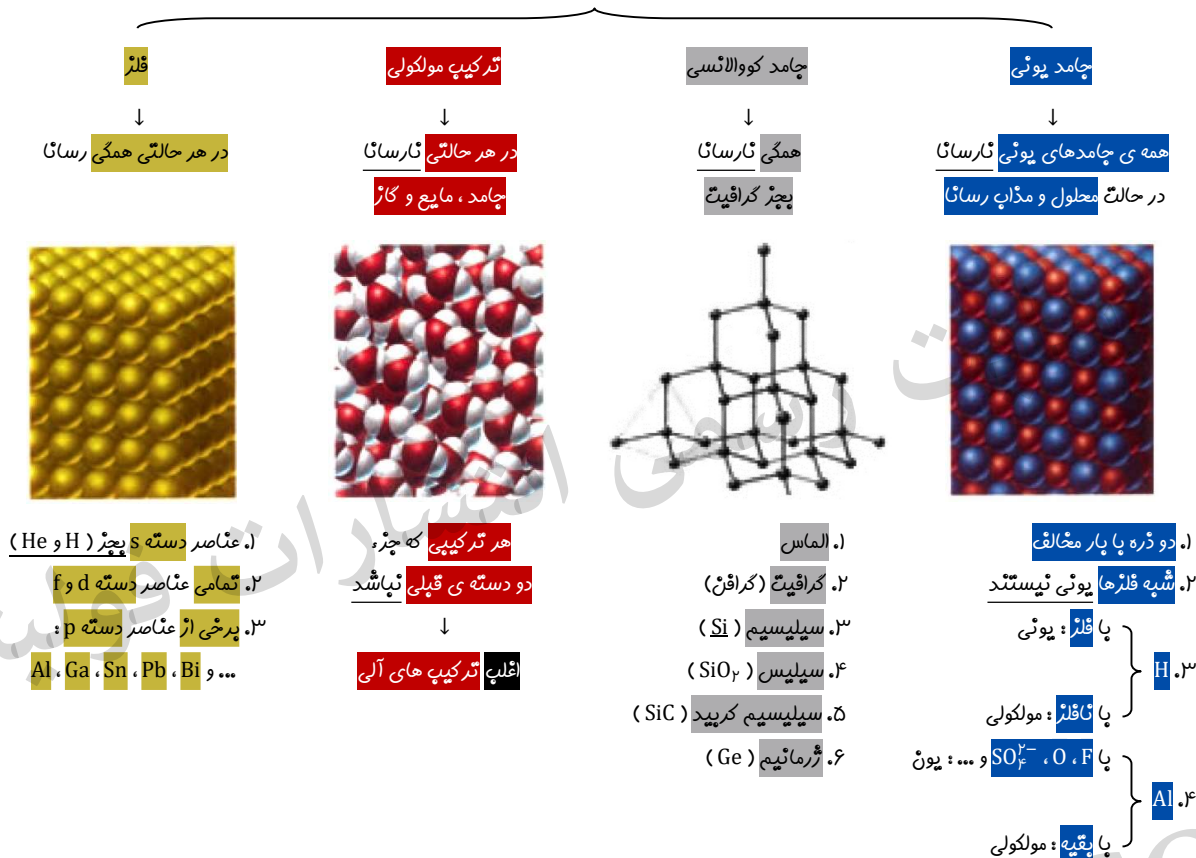 جامد یونی
↓
همه ی جامدهای یونی نارسانا
در حالت محلول و مذاب رسانا
۱. دو ذره با بار مخالف
۲. شبه فلزها یونی نیستند
۳. H
با فلز : یونی
با نافلز : مولکولی
۴. Al
با F ، O ، SO₄²⁻ و ... : یون
با بقیه : مولکولی
جامد کووالانسی
↓
همگی نارسانا
بجز گرافیت
۱. الماس
۲. گرافیت (گرافن)
۳. سیلیسیم ( Si )
۴. سیلیس ( SiO₂ )
۵. سیلیسیم کربید ( SiC )
۶. ژرمانیم ( Ge )
ترکیب مولکولی
↓
در هر حالتی نارسانا
جامد ، مایع و گاز
هر ترکیبی که جزء
دو دسته ی قبلی نباشد
↓
اغلب ترکیب های آلی
فلز
↓
در هر حالتی همگی رسانا
۱. عناصر دسته s بجز ( H و He )
۲. تمامی عناصر دسته d و f
۳. برخی از عناصر دسته p :
Al ، Ga ، Sn ، Pb ، Bi و ...
رسمی انتشارات